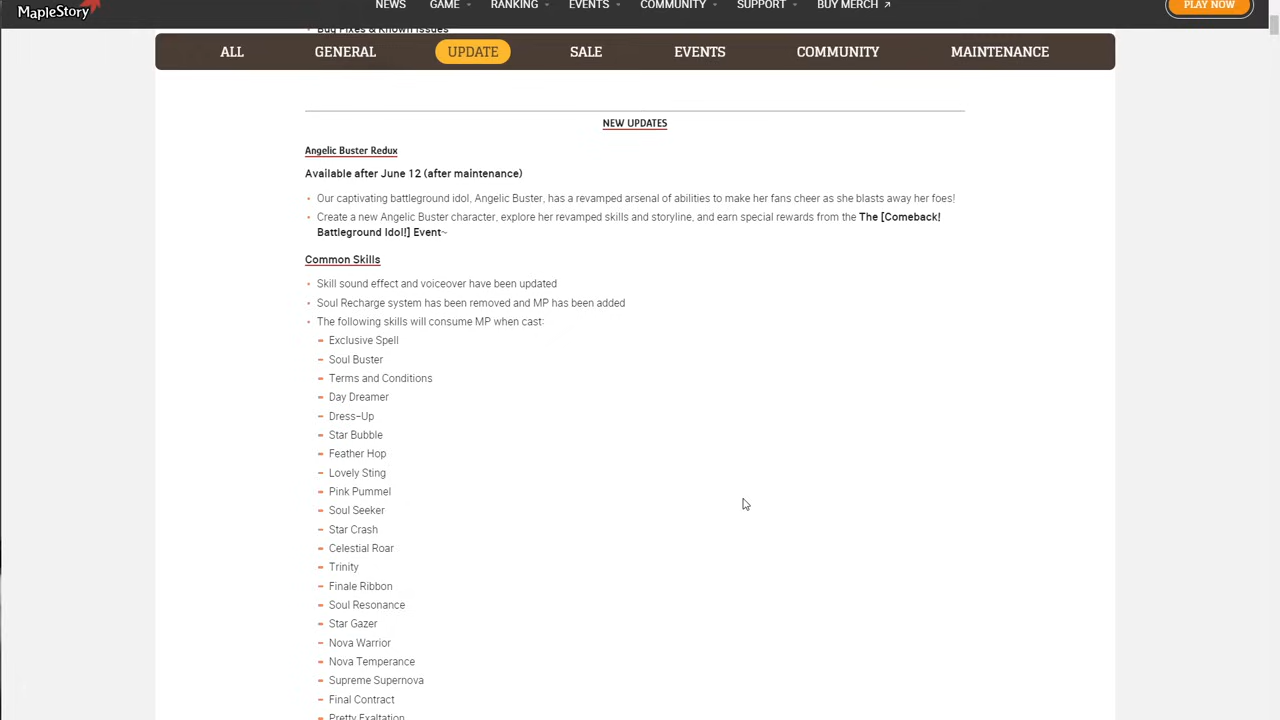 MapleStory
NEWS GAME RANKING EVENTS COMMUNITY SUPPORT BUY MERCH PLAY NOW
Bug Fixes & Known Issues
ALL GENERAL UPDATE SALE EVENTS COMMUNITY MAINTENANCE
NEW UPDATES
Angelic Buster Redux
Available after June 12 (after maintenance)
Our captivating battleground idol, Angelic Buster, has a revamped arsenal of abilities to make her fans cheer as she blasts away her foes!
Create a new Angelic Buster character, explore her revamped skills and storyline, and earn special rewards from the The [Comeback!
Battleground Idol!] Event~
Common Skills
Skill sound effect and voiceover have been updated
Soul Recharge system has been removed and MP has been added
The following skills will consume MP when cast:
Exclusive Spell
Soul Buster
Terms and Conditions
Day Dreamer
Dress-Up
Star Bubble
Feather Hop
Lovely Sting
Pink Pummel
Soul Seeker
Star Crash
Celestial Roar
Trinity
Finale Ribbon
Soul Resonance
Star Gazer
Nova Warrior
Nova Temperance
Supreme Supernova
Final Contract
Pretty Exaltation